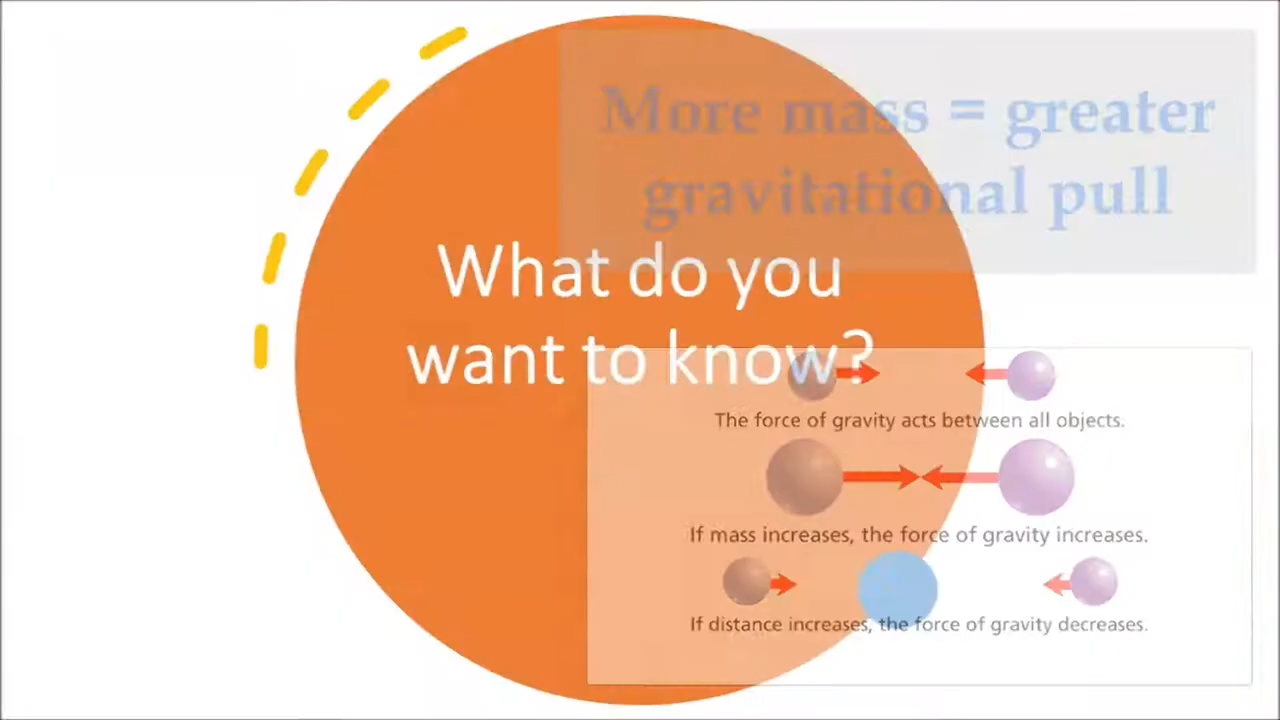 More mass = greater
gravitational pull
What do you
want to know?
The force of gravity acts between all objects.
If mass increases, the force of gravity increases.
If distance increases, the force of gravity decreases.